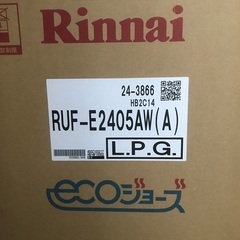 Rinnai
24-3866
HB2C14
RUF-E2405AW(A)
L.P.G.
ecoジョーズ